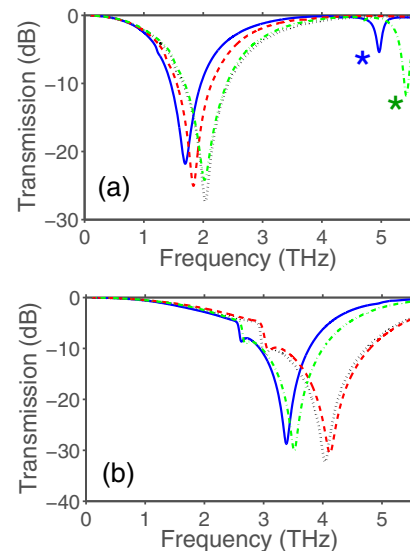 0
−10
−20
−30
Transmission (dB)
*
*
(a)
0 1 2 3 4 5
Frequency (THz)
0
−10
−20
−30
−40
Transmission (dB)
(b)
0 1 2 3 4 5
Frequency (THz)